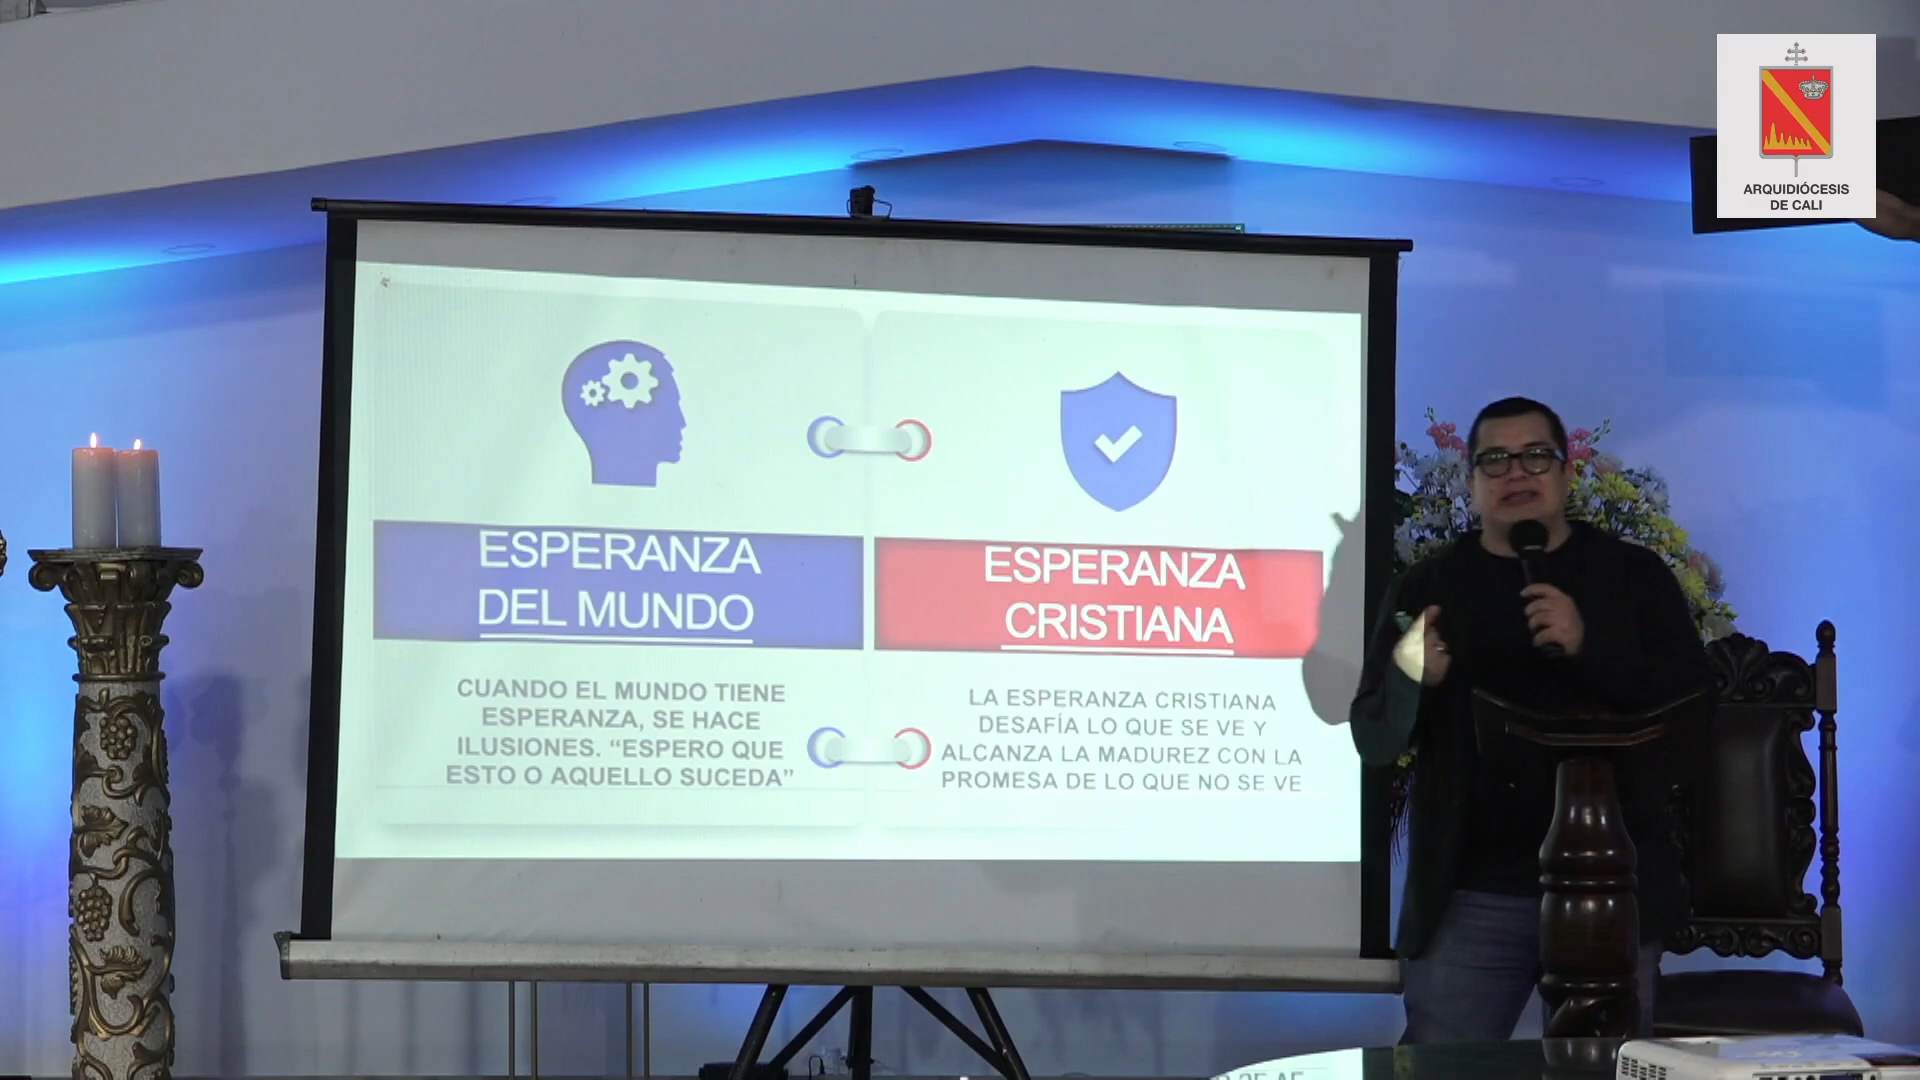 ARQUIDIÓCESIS
DE CALI
ESPERANZA
DEL MUNDO
CUANDO EL MUNDO TIENE
ESPERANZA, SE HACE
ILUSIONES. “ESPERO QUE
ESTO O AQUELLO SUCEDA”
ESPERANZA
CRISTIANA
LA ESPERANZA CRISTIANA
DESAFÍA LO QUE SE VE Y
ALCANZA LA MADUREZ CON LA
PROMESA DE LO QUE NO SE VE